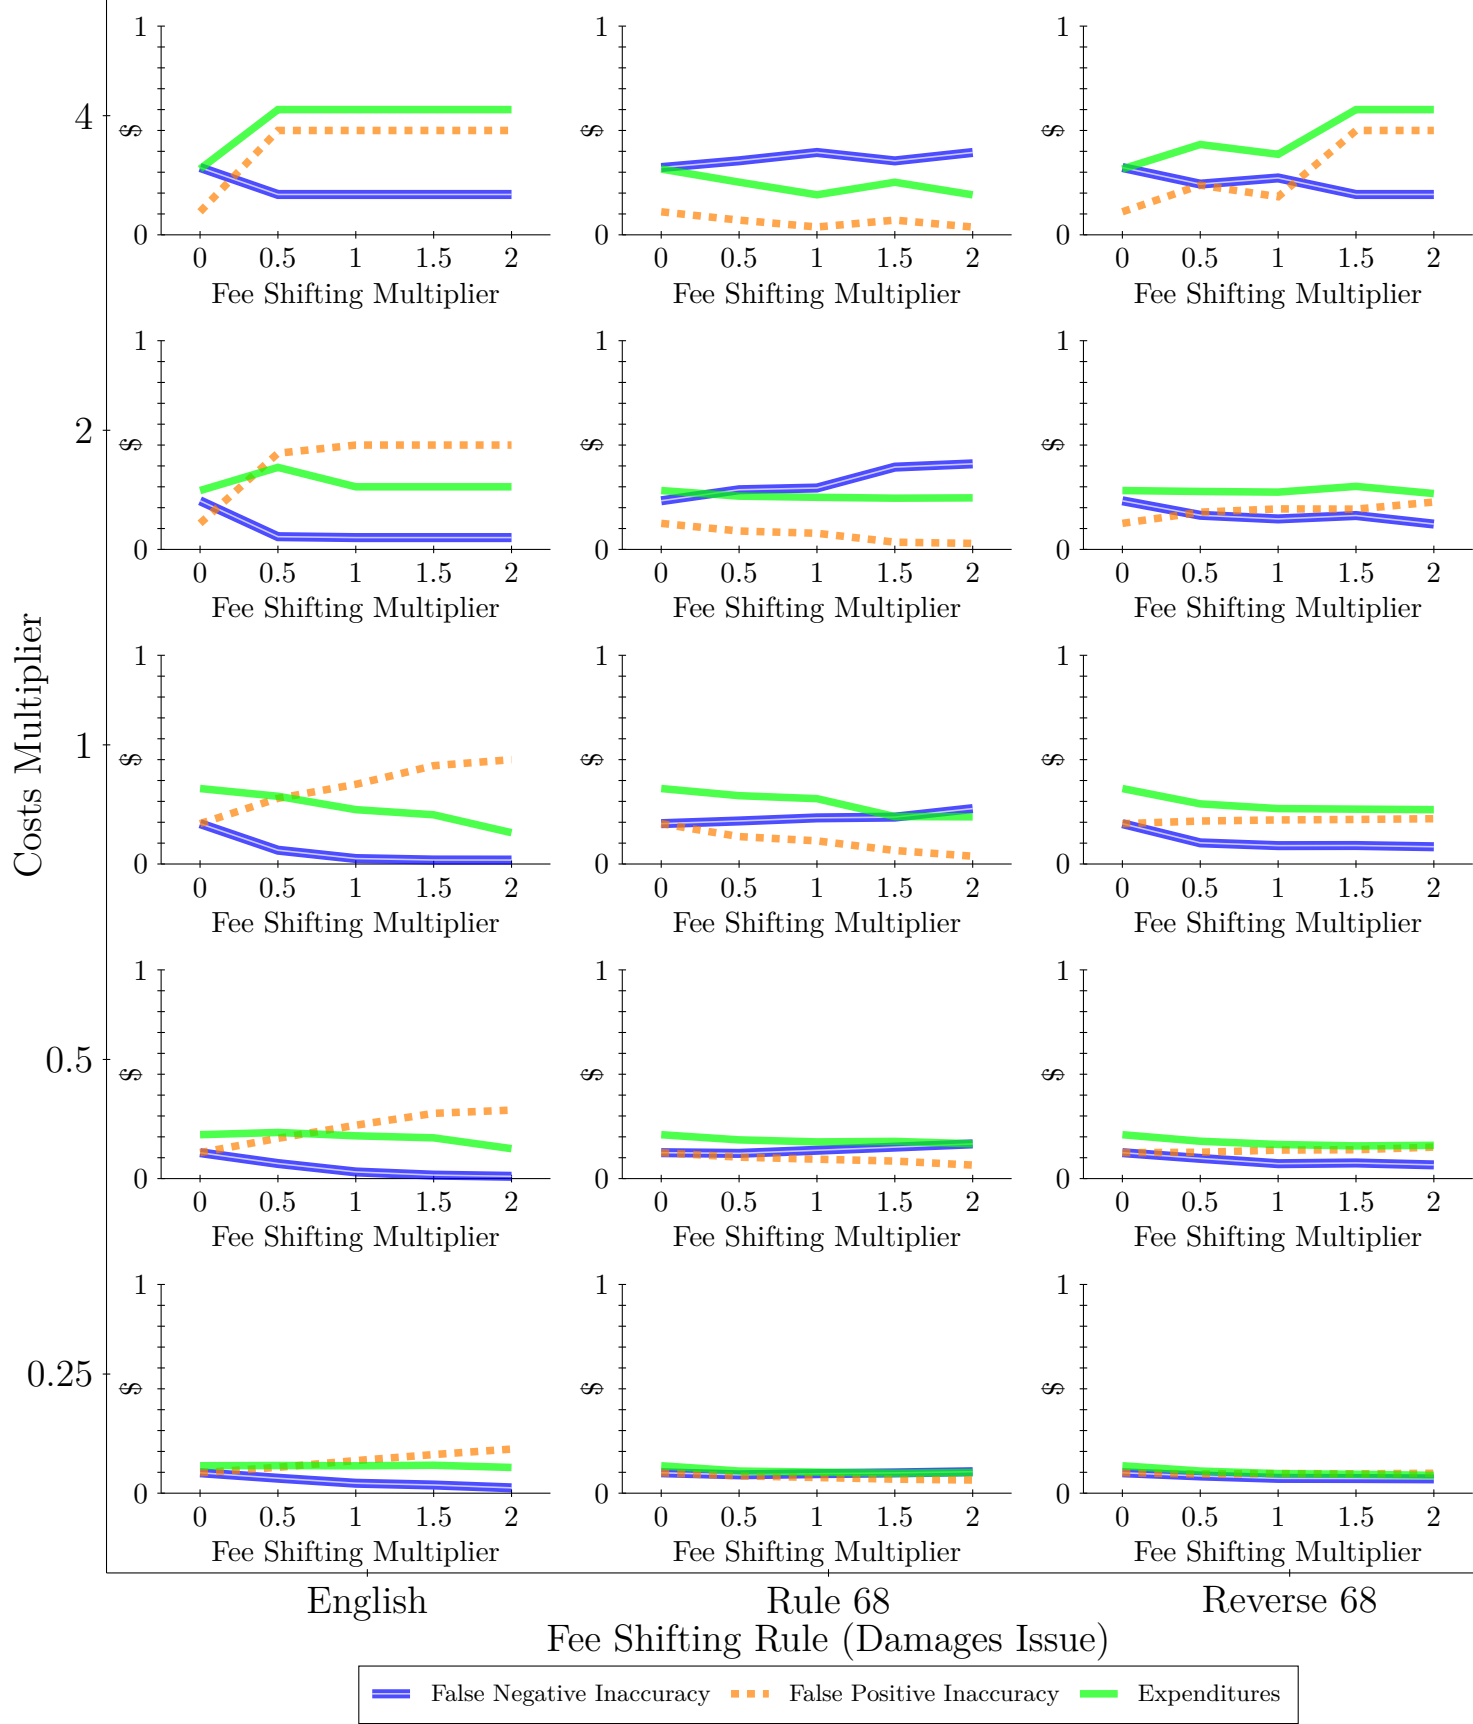 1
$
0
0 0.5 1 1.5 2
Fee Shifting Multiplier
1
$
0
0 0.5 1 1.5 2
Fee Shifting Multiplier
1
$
0
0 0.5 1 1.5 2
Fee Shifting Multiplier
4
1
$
0
0 0.5 1 1.5 2
Fee Shifting Multiplier
1
$
0
0 0.5 1 1.5 2
Fee Shifting Multiplier
1
$
0
0 0.5 1 1.5 2
Fee Shifting Multiplier
2
1
$
0
0 0.5 1 1.5 2
Fee Shifting Multiplier
1
$
0
0 0.5 1 1.5 2
Fee Shifting Multiplier
1
$
0
0 0.5 1 1.5 2
Fee Shifting Multiplier
1
Costs Multiplier
1
$
0
0 0.5 1 1.5 2
Fee Shifting Multiplier
1
$
0
0 0.5 1 1.5 2
Fee Shifting Multiplier
1
$
0
0 0.5 1 1.5 2
Fee Shifting Multiplier
0.5
1
$
0
0 0.5 1 1.5 2
Fee Shifting Multiplier
1
$
0
0 0.5 1 1.5 2
Fee Shifting Multiplier
1
$
0
0 0.5 1 1.5 2
Fee Shifting Multiplier
0.25
English Rule 68 Reverse 68
Fee Shifting Rule (Damages Issue)
False Negative Inaccuracy False Positive Inaccuracy Expenditures